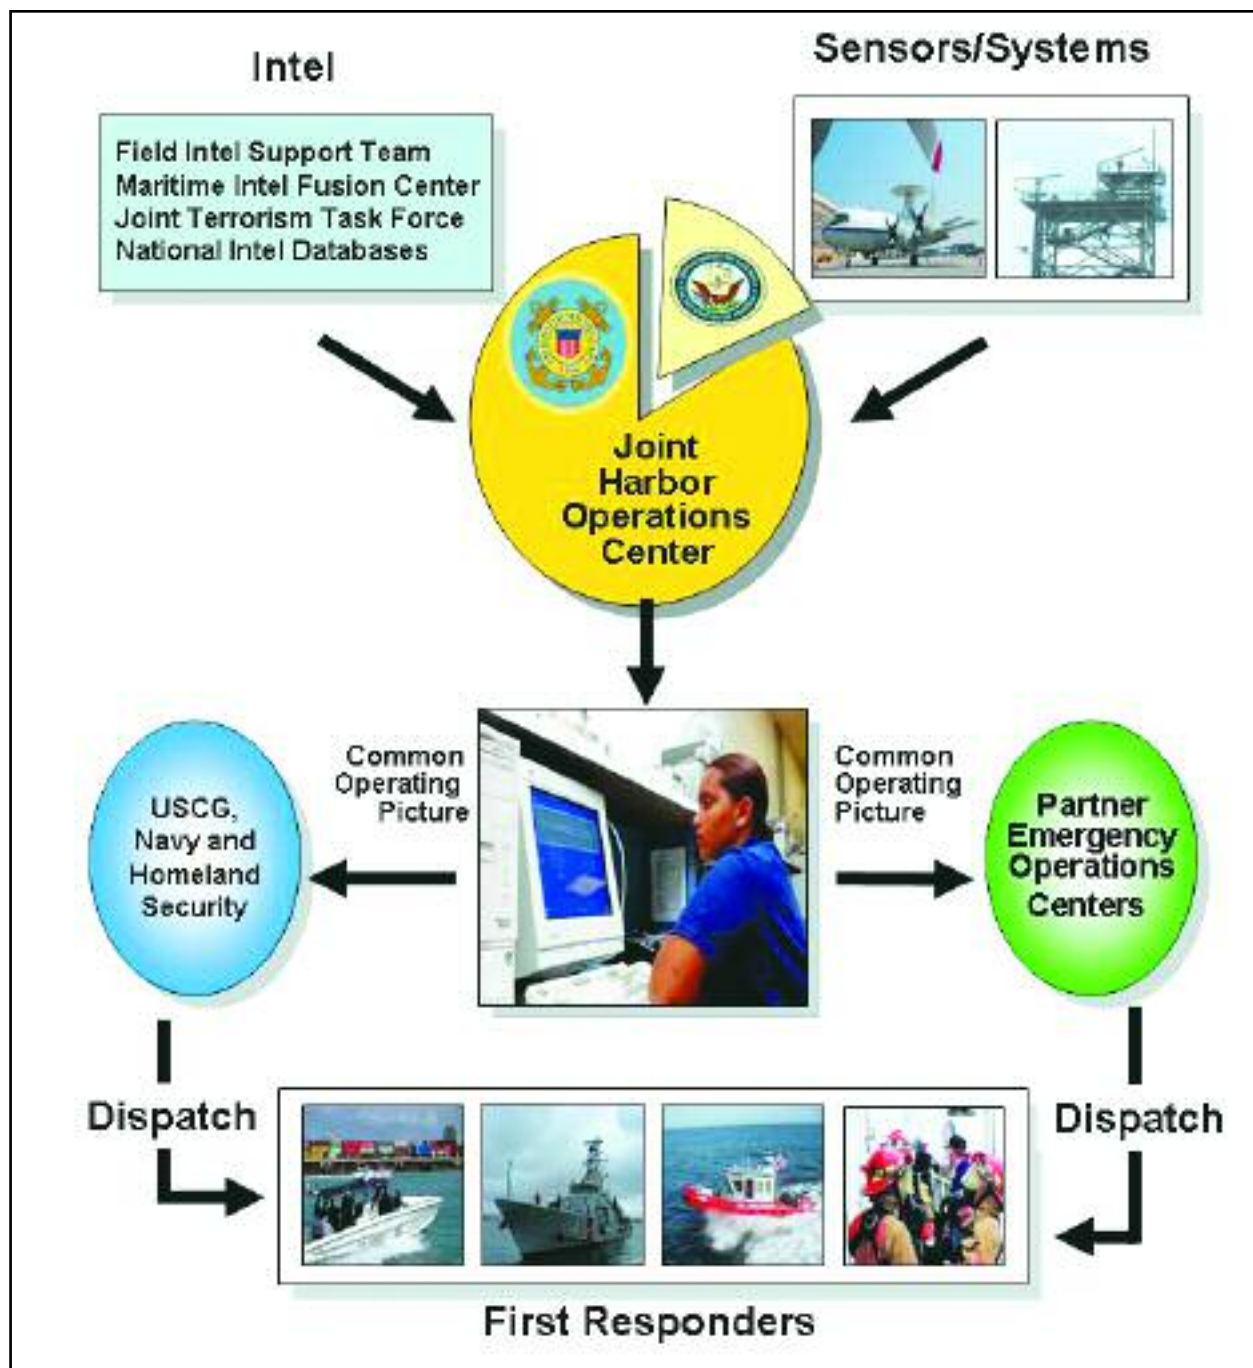 Intel
Sensors/Systems
Field Intel Support Team
Maritime Intel Fusion Center
Joint Terrorism Task Force
National Intel Databases
Joint
Harbor
Operations
Center
Common
Operating
Picture
Common
Operating
Picture
USCG,
Navy and
Homeland
Security
Partner
Emergency
Operations
Centers
Dispatch
Dispatch
First Responders